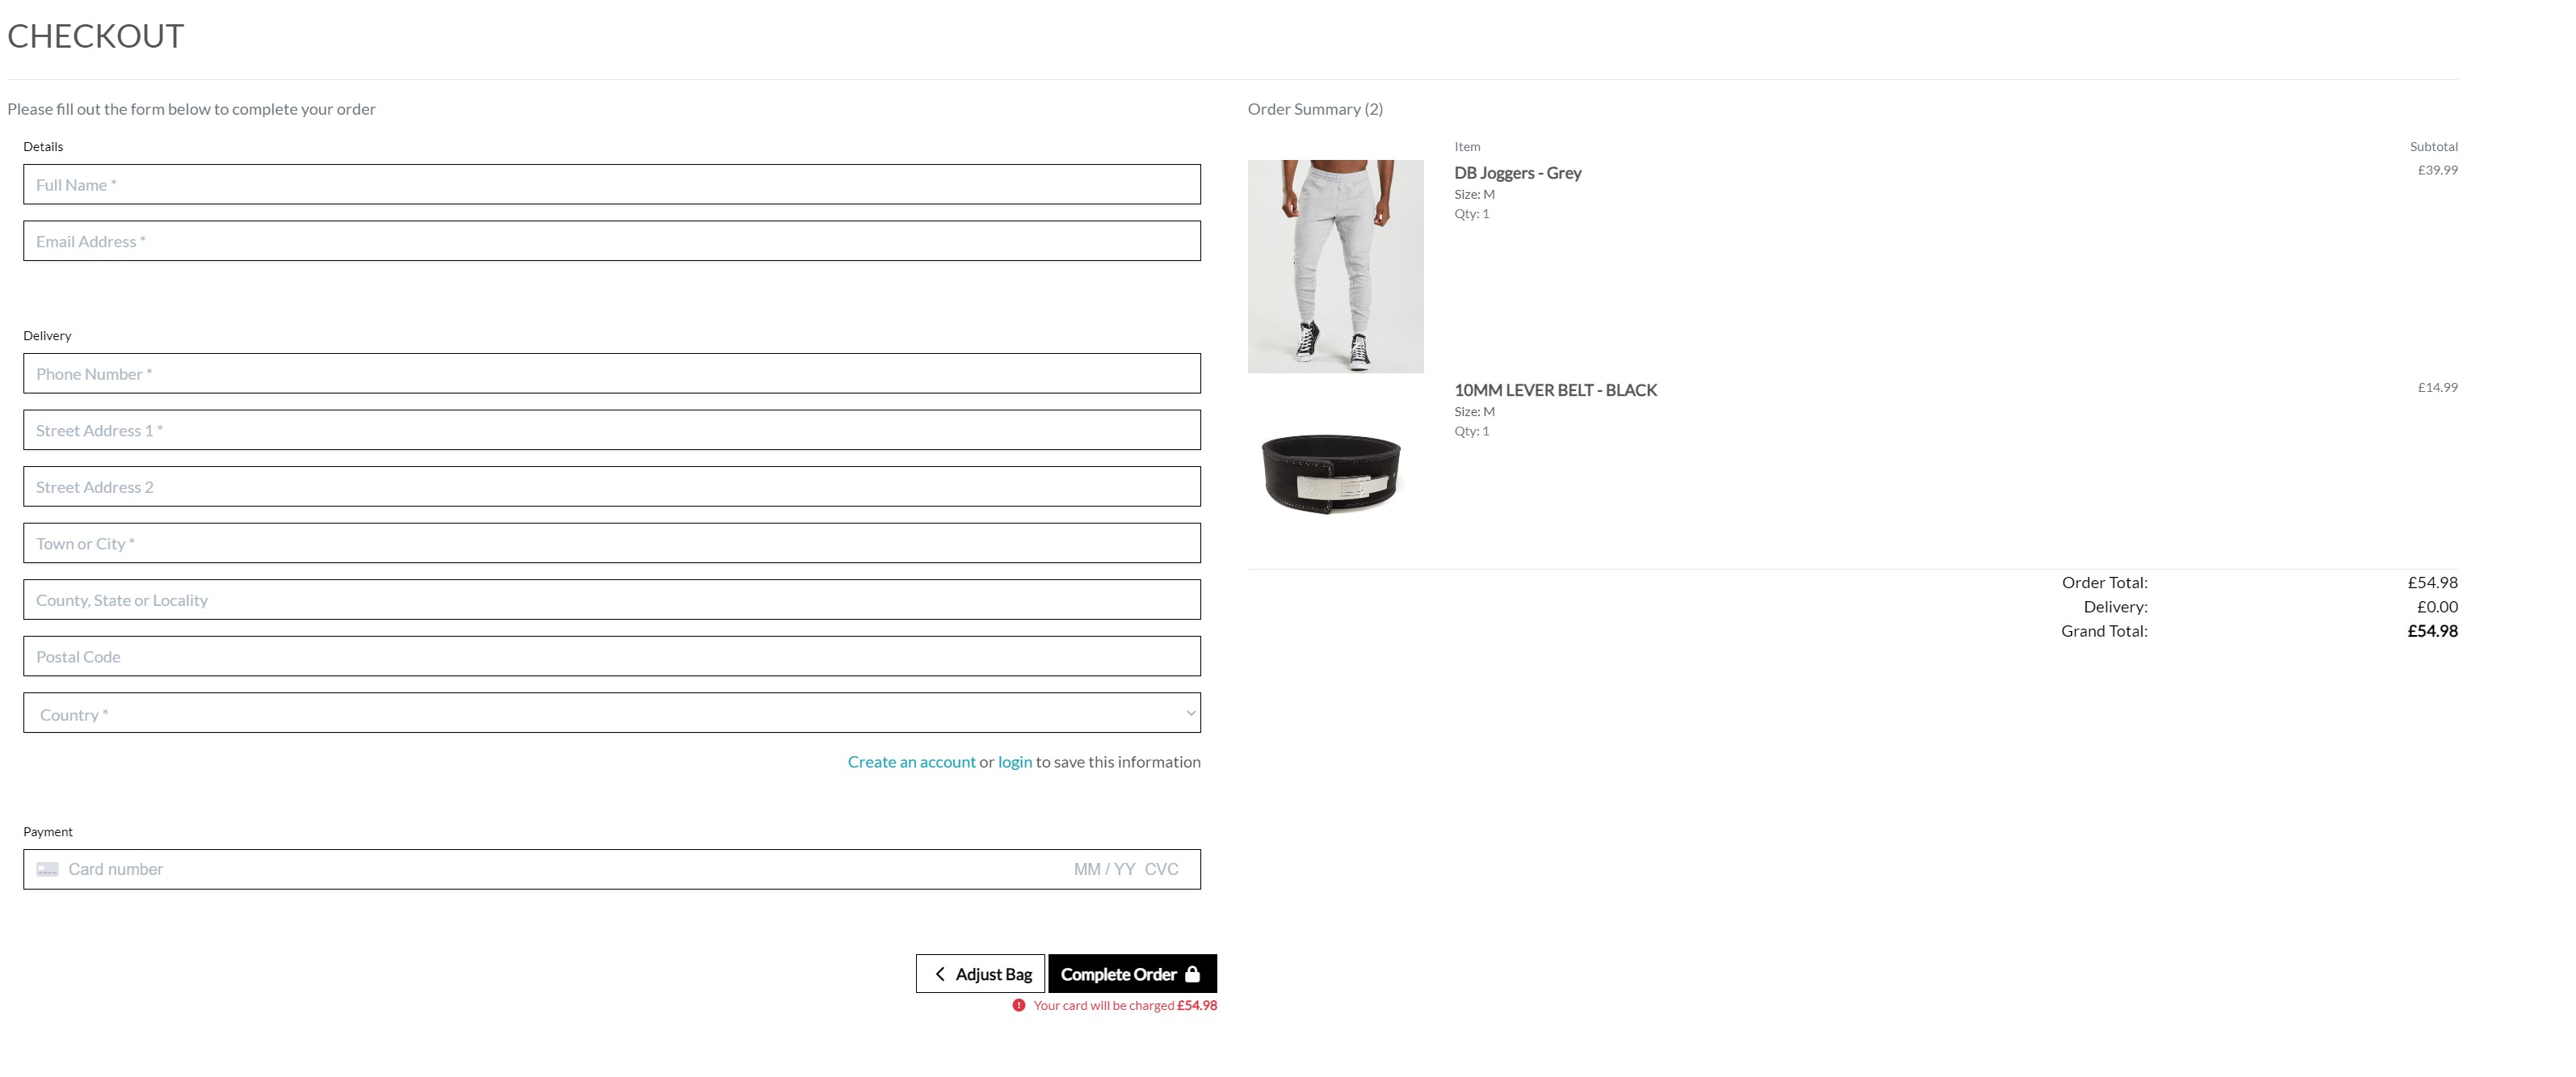 CHECKOUT
Please fill out the form below to complete your order
Details
Full Name *
Email Address *
Delivery
Phone Number *
Street Address 1 *
Street Address 2
Town or City *
County, State or Locality
Postal Code
Country *
Create an account or login to save this information
Payment
Card number MM / YY CVC
Adjust Bag Complete Order
Your card will be charged £54.98
Order Summary (2)
Item Subtotal
DB Joggers - Grey £39.99
Size: M
Qty: 1
10MM LEVER BELT - BLACK £14.99
Size: M
Qty: 1
Order Total: £54.98
Delivery: £0.00
Grand Total: £54.98